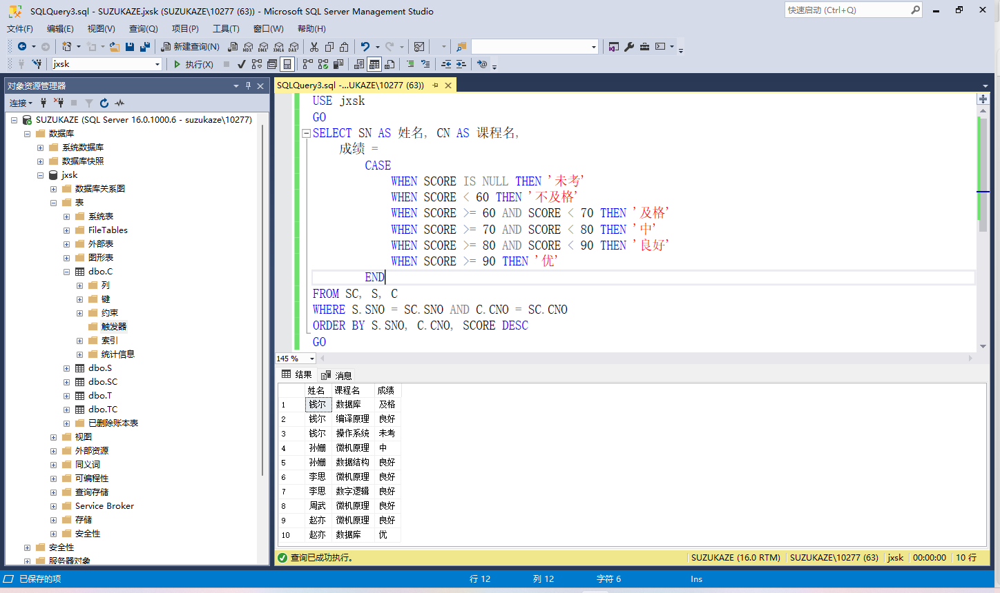 SQLQuery3.sql - SUZUKAZE.jxsk (SUZUKAZE\10277 (63)) - Microsoft SQL Server Management Studio
快速启动 (Ctrl+Q)
文件(F) 编辑(E) 视图(V) 查询(Q) 项目(P) 工具(T) 窗口(W) 帮助(H)
新建查询(N) MDX DMX XMLA DAX
jxsk 执行(X)
对象资源管理器
连接
SUZUKAZE (SQL Server 16.0.1000.6 - suzukaze\10277)
数据库
系统数据库
数据库快照
jxsk
数据库关系图
表
系统表
FileTables
外部表
图形表
dbo.C
列
键
约束
触发器
索引
统计信息
dbo.S
dbo.SC
dbo.T
dbo.TC
已删除账本表
视图
外部资源
同义词
可编程性
查询存储
Service Broker
存储
安全性
安全性
服务器对象
SQLQuery3.sql -...UKAZE\10277 (63))
USE jxsk
GO
SELECT SN AS 姓名, CN AS 课程名,
成绩 =
CASE
WHEN SCORE IS NULL THEN '未考'
WHEN SCORE < 60 THEN '不及格'
WHEN SCORE >= 60 AND SCORE < 70 THEN '及格'
WHEN SCORE >= 70 AND SCORE < 80 THEN '中'
WHEN SCORE >= 80 AND SCORE < 90 THEN '良好'
WHEN SCORE >= 90 THEN '优'
END
FROM SC, S, C
WHERE S.SNO = SC.SNO AND C.CNO = SC.CNO
ORDER BY S.SNO, C.CNO, SCORE DESC
GO
145 %
结果 消息
姓名 课程名 成绩
1 钱尔 数据库 及格
2 钱尔 编译原理 良好
3 钱尔 操作系统 未考
4 孙姗 微机原理 中
5 孙姗 数据结构 良好
6 李思 微机原理 良好
7 李思 数字逻辑 良好
8 周武 微机原理 良好
9 赵亦 微机原理 良好
10 赵亦 数据库 优
查询已成功执行。 SUZUKAZE (16.0 RTM) SUZUKAZE\10277 (63) jxsk 00:00:00 10 行
已保存的项 行 12 列 12 字符 6 Ins